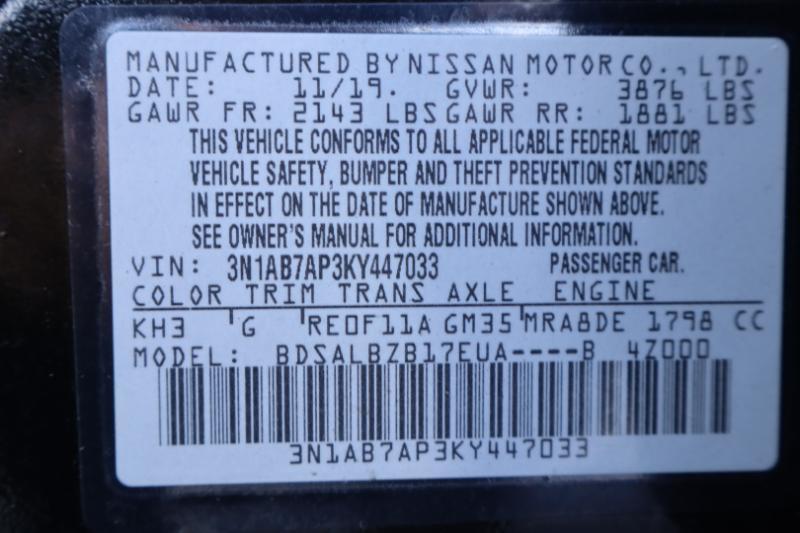 MANUFACTURED BY NISSAN MOTOR CO., LTD.
DATE: 11/19. GVWR: 3876 LBS
GAWR FR: 2143 LBS GAWR RR: 1881 LBS
THIS VEHICLE CONFORMS TO ALL APPLICABLE FEDERAL MOTOR
VEHICLE SAFETY, BUMPER AND THEFT PREVENTION STANDARDS
IN EFFECT ON THE DATE OF MANUFACTURE SHOWN ABOVE.
SEE OWNER'S MANUAL FOR ADDITIONAL INFORMATION.
VIN: 3N1AB7AP3KY447033 PASSENGER CAR.
COLOR TRIM TRANS AXLE ENGINE
KH3 G RE0F11A GM35 MRA8DE 1798 CC
MODEL: BDSALBZB17EUA----B 4Z000
3N1AB7AP3KY447033